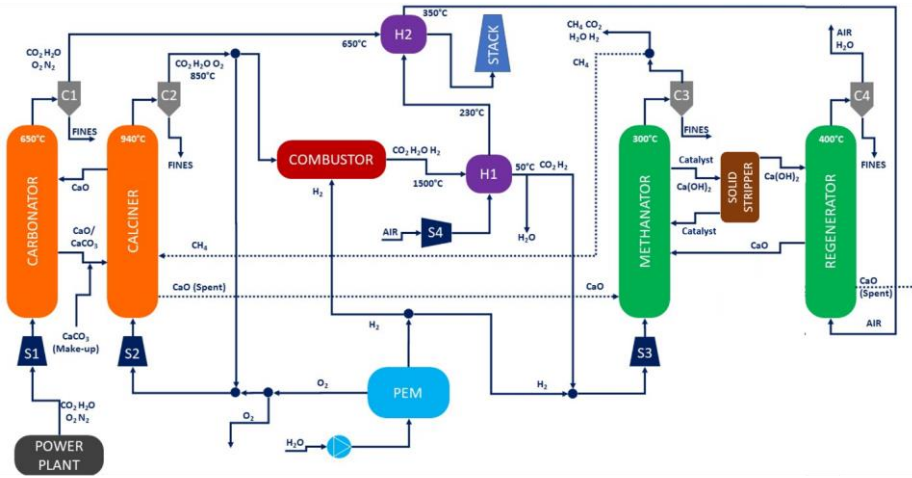 350°C
H2
650°C
STACK
CO₂ H₂O
O₂ N₂
CO₂ H₂O O₂
850°C
CH₄ CO₂
H₂O H₂
AIR
H₂O
CH₄
C1
C2
C3
C4
FINES
FINES
FINES
FINES
230°C
650°C
CARBONATOR
940°C
CALCINER
CaO
CaO/
CaCO₃
CaCO₃
(Make-up)
COMBUSTOR
H₂
CO₂ H₂O H₂
1500°C
H1
50°C
CO₂ H₂
H₂O
AIR
S4
300°C
METHANATOR
Catalyst
Ca(OH)₂
SOLID
STRIPPER
Catalyst
Ca(OH)₂
400°C
REGENERATOR
CaO
CH₄
CaO (Spent)
CaO
CaO
(Spent)
AIR
S1
S2
S3
H₂
H₂
PEM
O₂
O₂
H₂O
CO₂ H₂O
O₂ N₂
POWER
PLANT